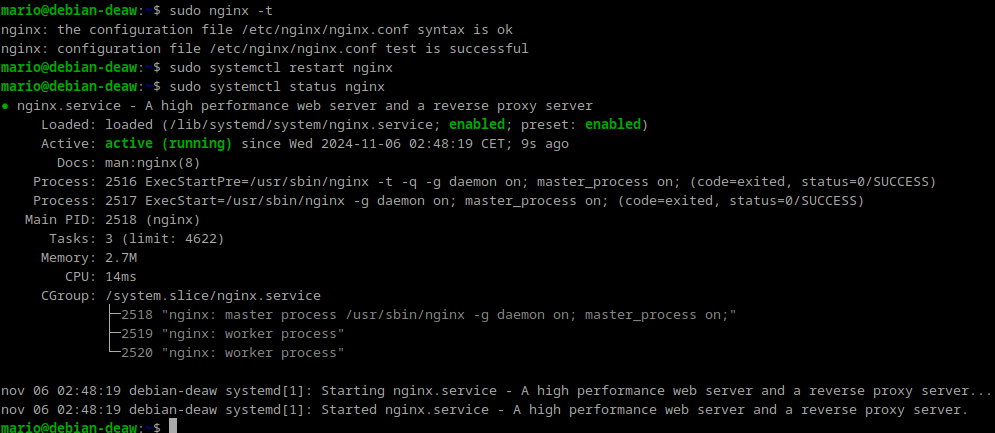 mario@debian-deaw:~$ sudo nginx -t
nginx: the configuration file /etc/nginx/nginx.conf syntax is ok
nginx: configuration file /etc/nginx/nginx.conf test is successful
mario@debian-deaw:~$ sudo systemctl restart nginx
mario@debian-deaw:~$ sudo systemctl status nginx
● nginx.service - A high performance web server and a reverse proxy server
     Loaded: loaded (/lib/systemd/system/nginx.service; enabled; preset: enabled)
     Active: active (running) since Wed 2024-11-06 02:48:19 CET; 9s ago
       Docs: man:nginx(8)
    Process: 2516 ExecStartPre=/usr/sbin/nginx -t -q -g daemon on; master_process on; (code=exited, status=0/SUCCESS)
    Process: 2517 ExecStart=/usr/sbin/nginx -g daemon on; master_process on; (code=exited, status=0/SUCCESS)
   Main PID: 2518 (nginx)
      Tasks: 3 (limit: 4622)
     Memory: 2.7M
        CPU: 14ms
     CGroup: /system.slice/nginx.service
             ├─2518 "nginx: master process /usr/sbin/nginx -g daemon on; master_process on;"
             ├─2519 "nginx: worker process"
             └─2520 "nginx: worker process"

nov 06 02:48:19 debian-deaw systemd[1]: Starting nginx.service - A high performance web server and a reverse proxy server...
nov 06 02:48:19 debian-deaw systemd[1]: Started nginx.service - A high performance web server and a reverse proxy server.
mario@debian-deaw:~$